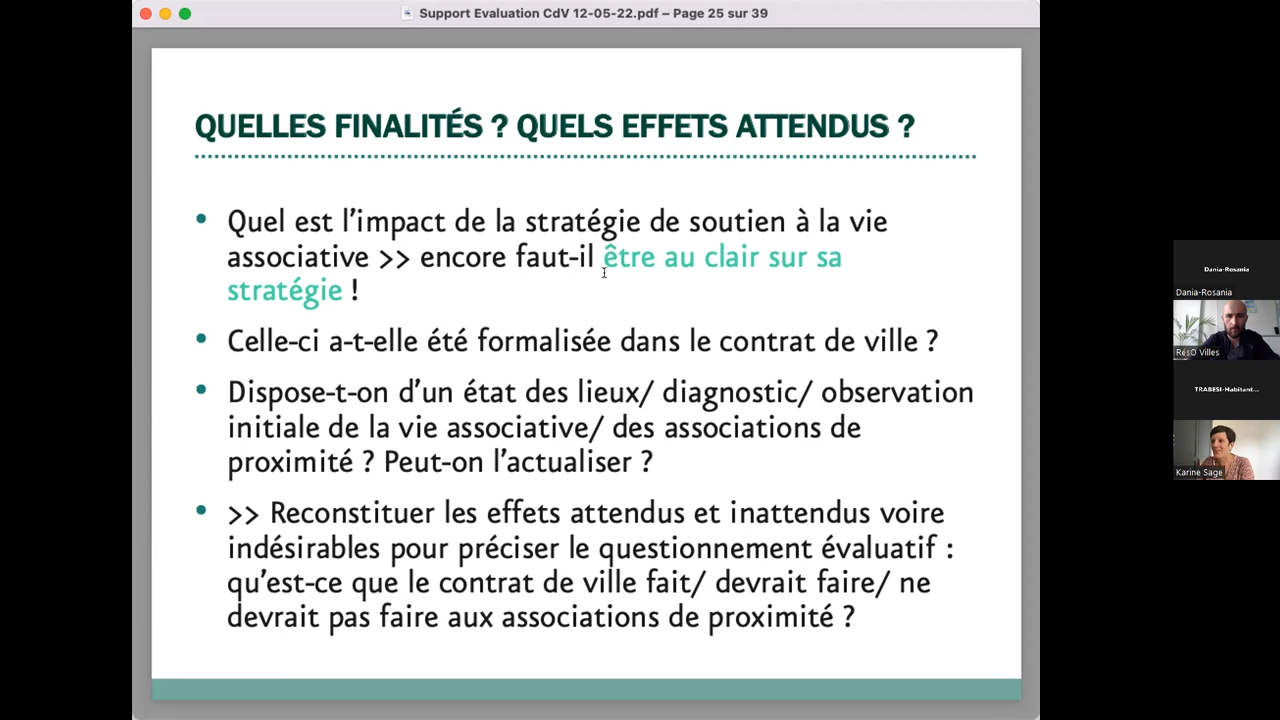 Support Evaluation CdV 12-05-22.pdf – Page 25 sur 39
QUELLES FINALITÉS ? QUELS EFFETS ATTENDUS ?
• Quel est l’impact de la stratégie de soutien à la vie
associative >> encore faut-il être au clair sur sa
stratégie !
• Celle-ci a-t-elle été formalisée dans le contrat de ville ?
• Dispose-t-on d’un état des lieux/ diagnostic/ observation
initiale de la vie associative/ des associations de
proximité ? Peut-on l’actualiser ?
• >> Reconstituer les effets attendus et inattendus voire
indésirables pour préciser le questionnement évaluatif :
qu’est-ce que le contrat de ville fait/ devrait faire/ ne
devrait pas faire aux associations de proximité ?
Dania-Rosania
Dania-Rosania
RésO Villes
TRABESI-Habitant...
Karine Sage